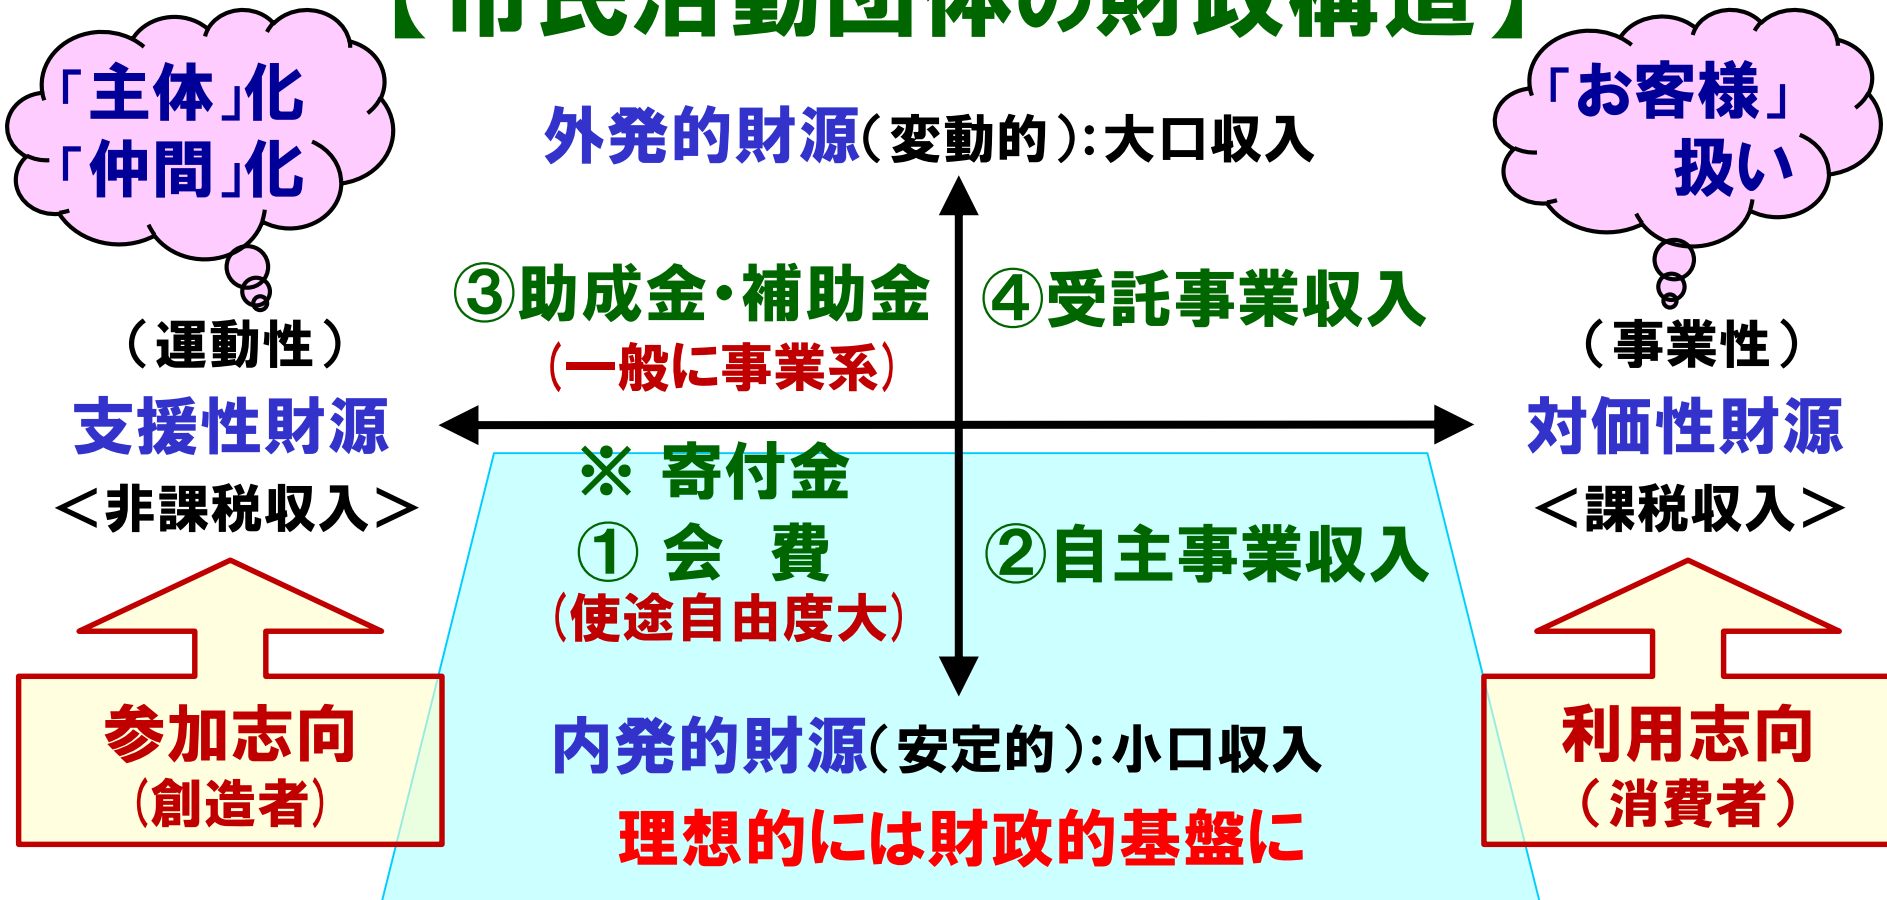 【市民活動団体の財政構造】
「主体」化
「仲間」化
「お客様」
扱い
外発的財源(変動的):大口収入
③助成金・補助金
(一般に事業系)
④受託事業収入
(運動性)
支援性財源
＜非課税収入＞
(事業性)
対価性財源
＜課税収入＞
※ 寄付金
① 会 費
(使途自由度大)
②自主事業収入
参加志向
(創造者)
利用志向
(消費者)
内発的財源(安定的):小口収入
理想的には財政的基盤に